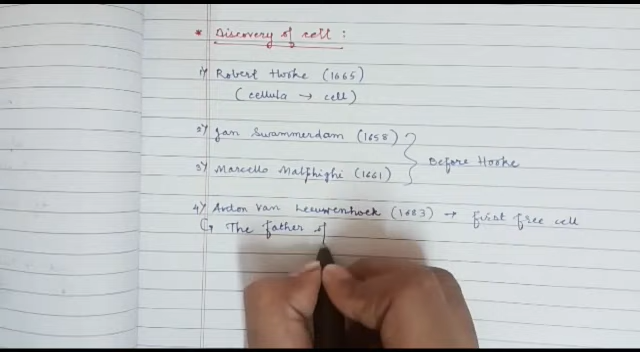 * Discovery of cell :
1) Robert Hooke (1665)
(cellula → cell)
2) Jan Swammerdam (1658)
3) Marcello Malphighi (1661)
Before Hooke
4) Anton Van Leeuwenhoek (1683) → first free cell
↳ The father of